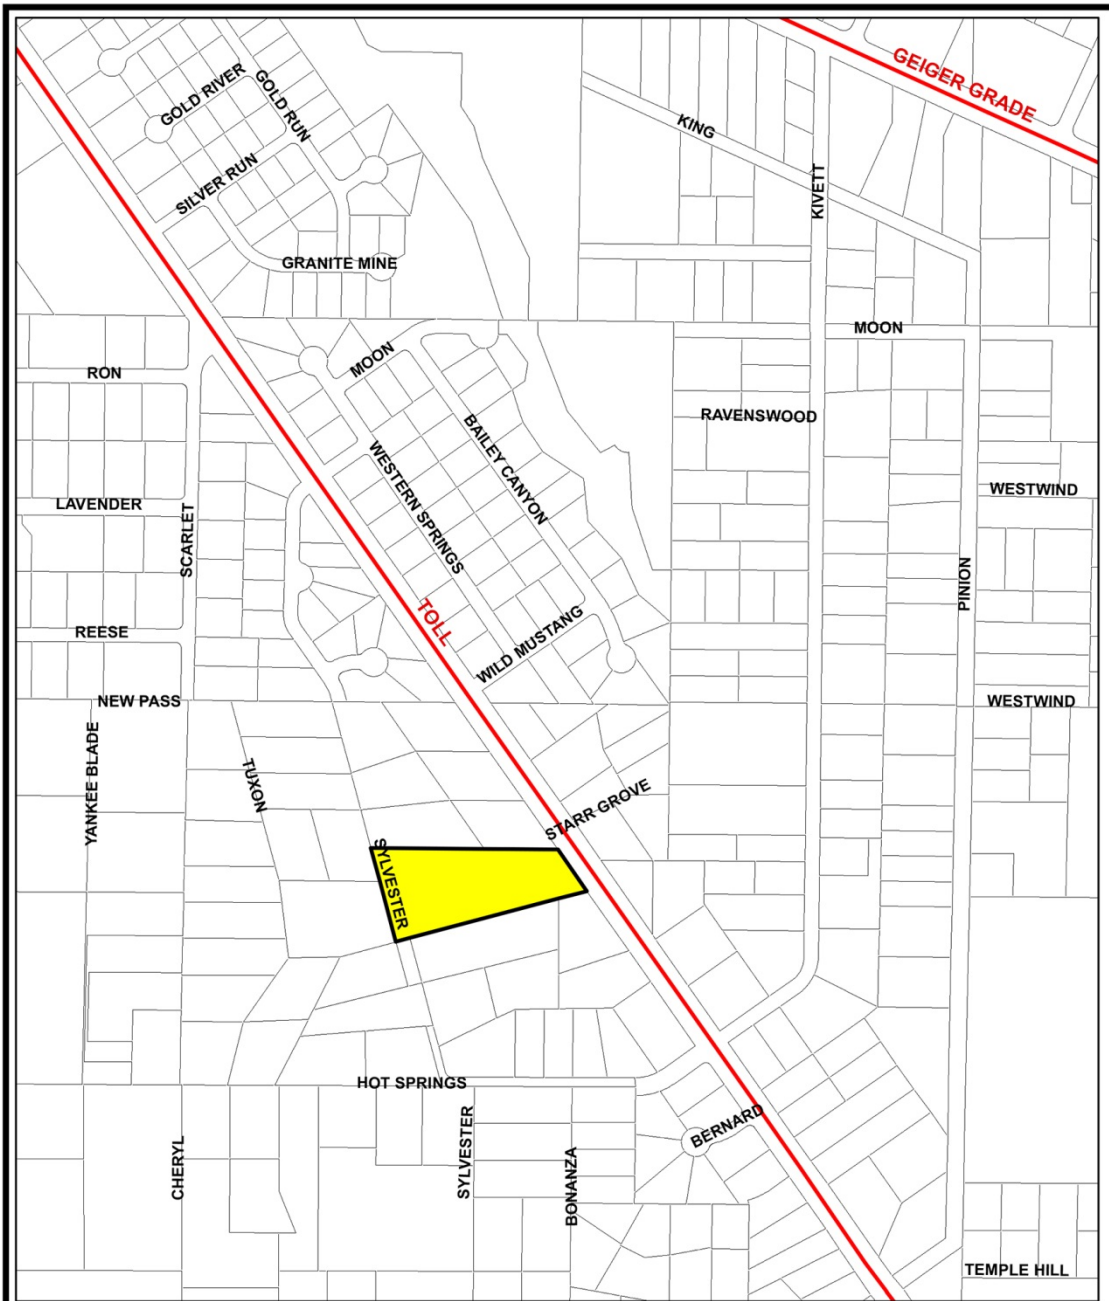 GEIGER GRADE
GOLD RIVER
GOLD RUN
KING
SILVER RUN
KIVETT
GRANITE MINE
MOON
MOON
RON
RAVENSWOOD
BAILEY CANYON
WESTERN SPRINGS
WESTWIND
LAVENDER
SCARLET
PINION
TOLL
REESE
WILD MUSTANG
NEW PASS
WESTWIND
YANKEE BLADE
TUXON
STARR GROVE
SYLVESTER
HOT SPRINGS
BERNARD
CHERYL
SYLVESTER
BONANZA
TEMPLE HILL